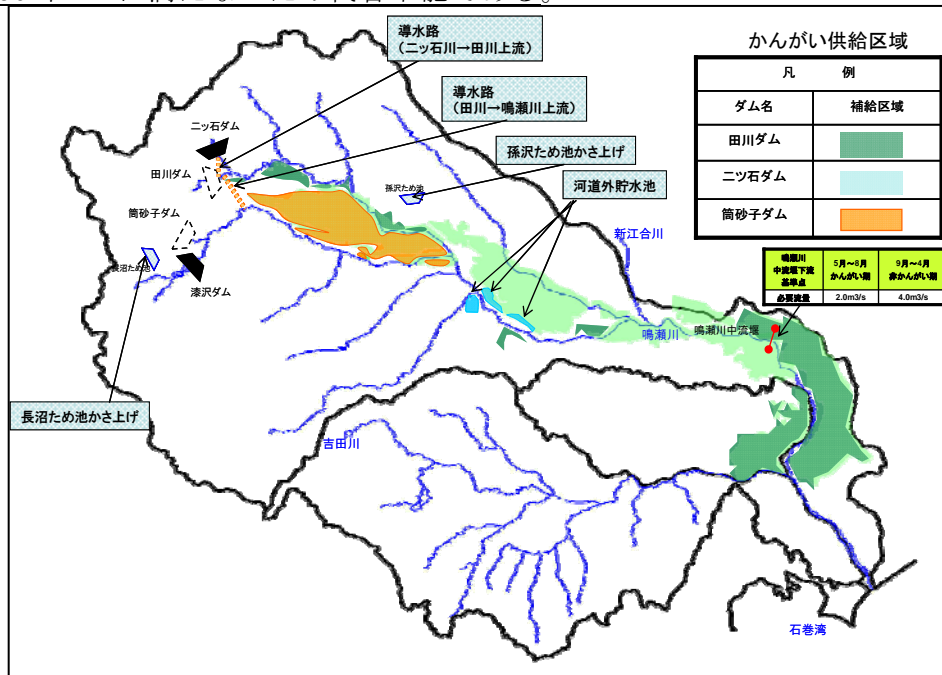 導水路
(二ッ石川→田川上流)
導水路
(田川→鳴瀬川上流)
孫沢ため池かさ上げ
河道外貯水池
かんがい供給区域
凡 例
ダム名 補給区域
田川ダム
二ツ石ダム
筒砂子ダム
鳴瀬川
中流堰下流
基準点
5月~8月
かんがい期
9月~4月
非かんがい期
必要流量 2.0m3/s 4.0m3/s
二ッ石ダム
田川ダム
孫沢ため池
筒砂子ダム
長沼ため池
漆沢ダム
新江合川
鳴瀬川
鳴瀬川中流堰
長沼ため池かさ上げ
吉田川
石巻湾